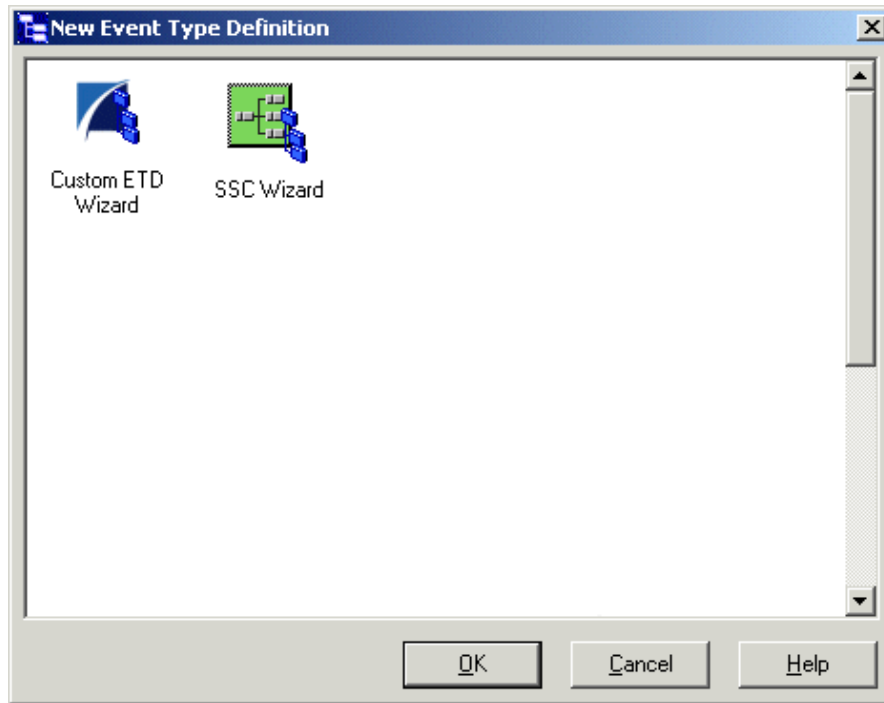 New Event Type Definition
Custom ETD
Wizard
SSC Wizard
OK
Cancel
Help